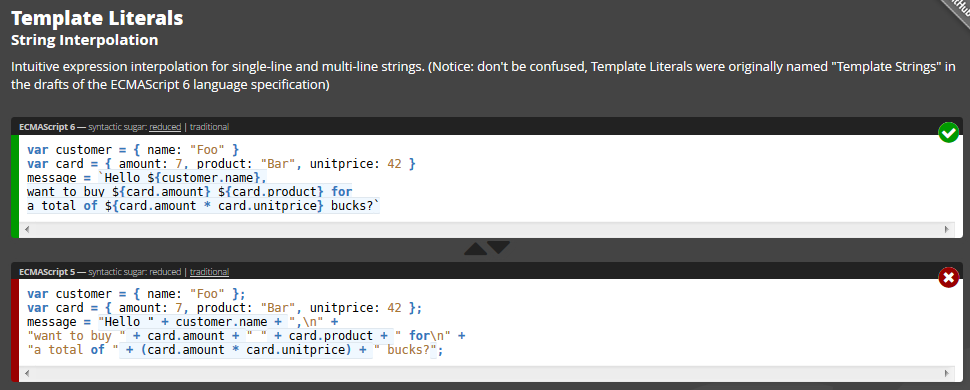 Template Literals
String Interpolation
Intuitive expression interpolation for single-line and multi-line strings. (Notice: don't be confused, Template Literals were originally named "Template Strings" in
the drafts of the ECMAScript 6 language specification)
ECMAScript 6 — syntactic sugar: reduced | traditional
var customer = { name: "Foo" }
var card = { amount: 7, product: "Bar", unitprice: 42 }
message = `Hello ${customer.name},
want to buy ${card.amount} ${card.product} for
a total of ${card.amount * card.unitprice} bucks?`
ECMAScript 5 — syntactic sugar: reduced | traditional
var customer = { name: "Foo" };
var card = { amount: 7, product: "Bar", unitprice: 42 };
message = "Hello " + customer.name + ",\n" +
"want to buy " + card.amount + " " + card.product + " for\n" +
"a total of " + (card.amount * card.unitprice) + " bucks?";